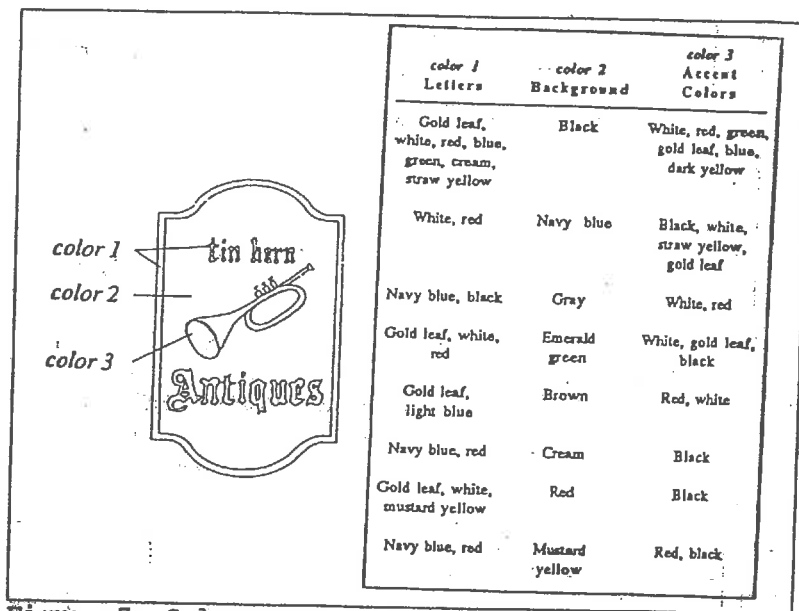 color 1
color 2
color 3
tin horn
Antiques
color 1 color 2 color 3
Letters Background Accent
Colors
Gold leaf, Black White, red, green,
white, red, blue, gold leaf, blue,
green, cream, dark yellow
straw yellow
White, red Navy blue Black, white,
straw yellow,
gold leaf
Navy blue, black Gray White, red
Gold leaf, white, Emerald White, gold leaf,
red green black
Gold leaf, Brown Red, white
light blue
Navy blue, red Cream Black
Gold leaf, white, Red Black
mustard yellow
Navy blue, red Mustard Red, black
yellow